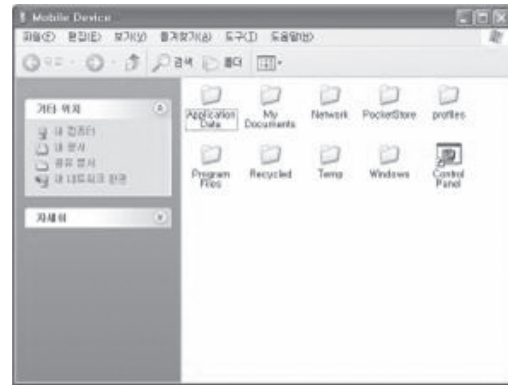 Mobile Device
파일(F) 편집(E) 보기(V) 즐겨찾기(A) 도구(T) 도움말(H)
뒤로 검색 폴더
기타 위치
내 컴퓨터
내 문서
공유 문서
내 네트워크 환경
자세히
Application Data
My Documents
Network
PocketStore
profiles
Program Files
Recycled
Temp
Windows
Control Panel